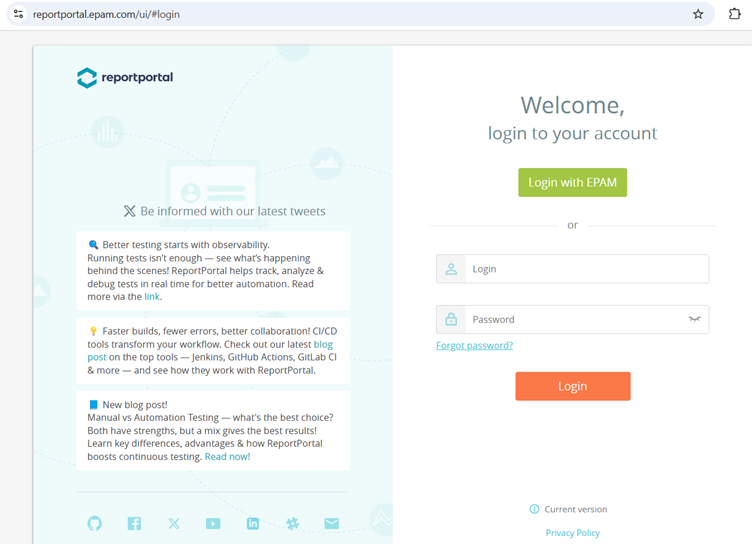 reportportal.epam.com/ui/#login
reportportal
Be informed with our latest tweets
Better testing starts with observability.
Running tests isn’t enough — see what’s happening
behind the scenes! ReportPortal helps track, analyze &
debug tests in real time for better automation. Read
more via the link.
Faster builds, fewer errors, better collaboration! CI/CD
tools transform your workflow. Check out our latest blog
post on the top tools — Jenkins, GitHub Actions, GitLab CI
& more — and see how they work with ReportPortal.
New blog post!
Manual vs Automation Testing — what’s the best choice?
Both have strengths, but a mix gives the best results!
Learn key differences, advantages & how ReportPortal
boosts continuous testing. Read now!
Welcome,
login to your account
Login with EPAM
or
Login
Password
Forgot password?
Login
Current version
Privacy Policy